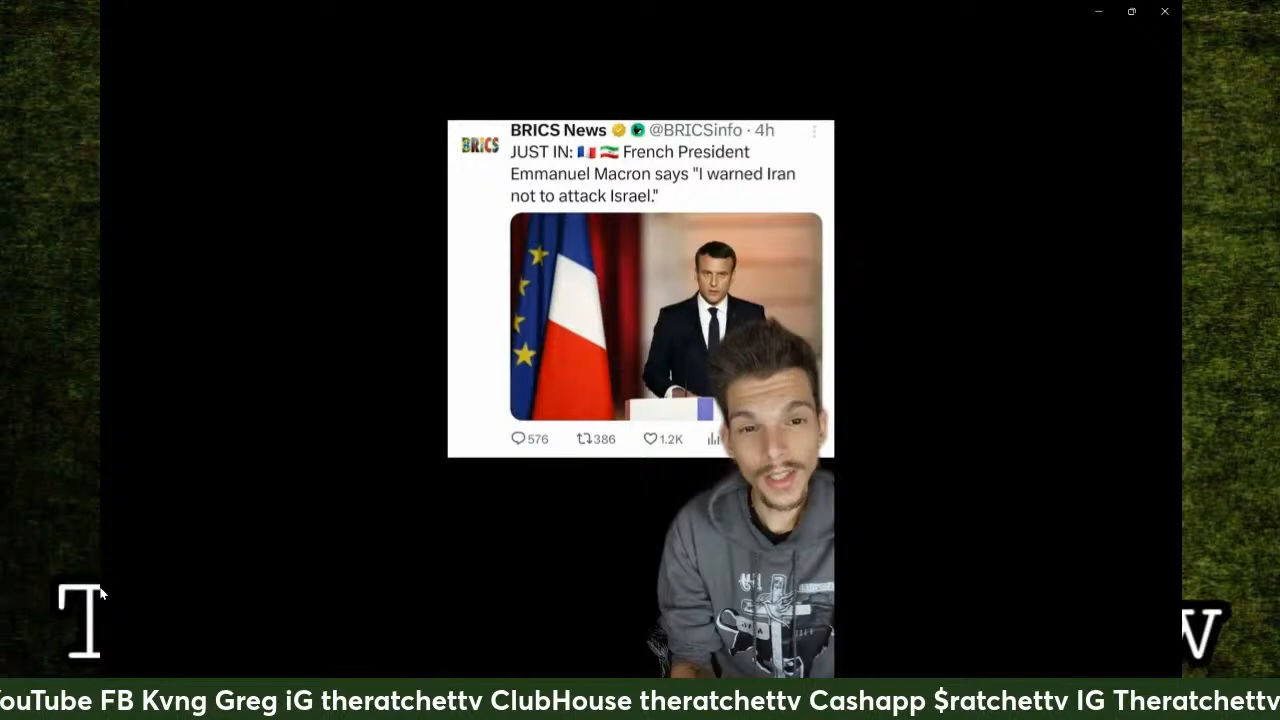 BRICS News @BRICSinfo · 4h
BRICS
JUST IN: 🇫🇷 🇮🇷 French President
Emmanuel Macron says "I warned Iran
not to attack Israel."
576 386 1.2K
T
w
YouTube FB Kvng Greg iG theratchettv ClubHouse theratchettv Cashapp $ratchettv IG Theratchettv